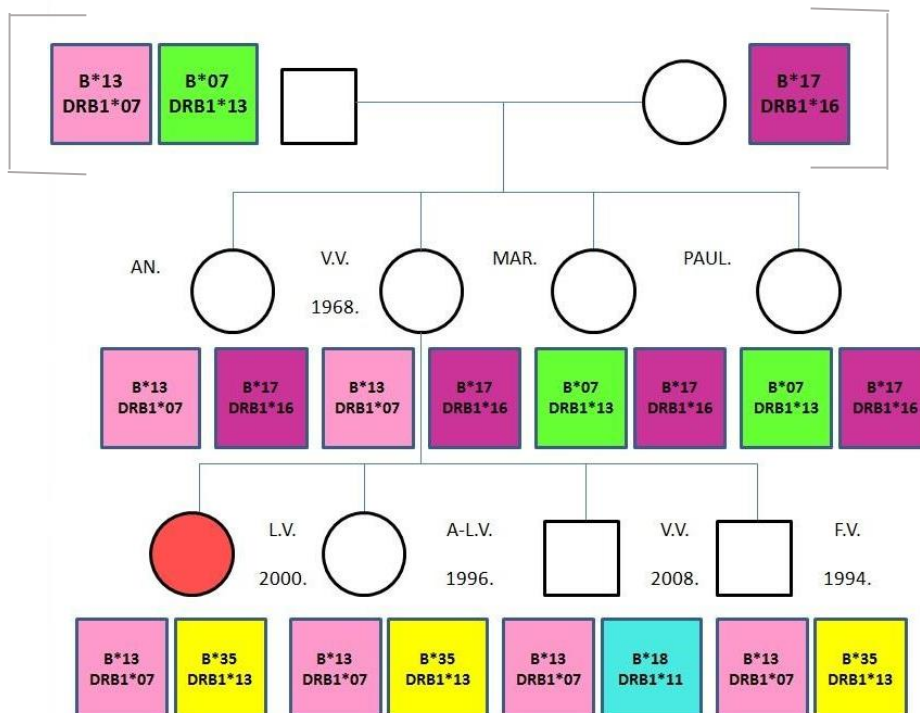 B*13
DRB1*07
B*07
DRB1*13
B*17
DRB1*16
AN.
V.V.
1968.
MAR.
PAUL.
B*13
DRB1*07
B*17
DRB1*16
B*13
DRB1*07
B*17
DRB1*16
B*07
DRB1*13
B*17
DRB1*16
B*07
DRB1*13
B*17
DRB1*16
L.V.
2000.
A-L.V.
1996.
V.V.
2008.
F.V.
1994.
B*13
DRB1*07
B*35
DRB1*13
B*13
DRB1*07
B*35
DRB1*13
B*13
DRB1*07
B*18
DRB1*11
B*13
DRB1*07
B*35
DRB1*13